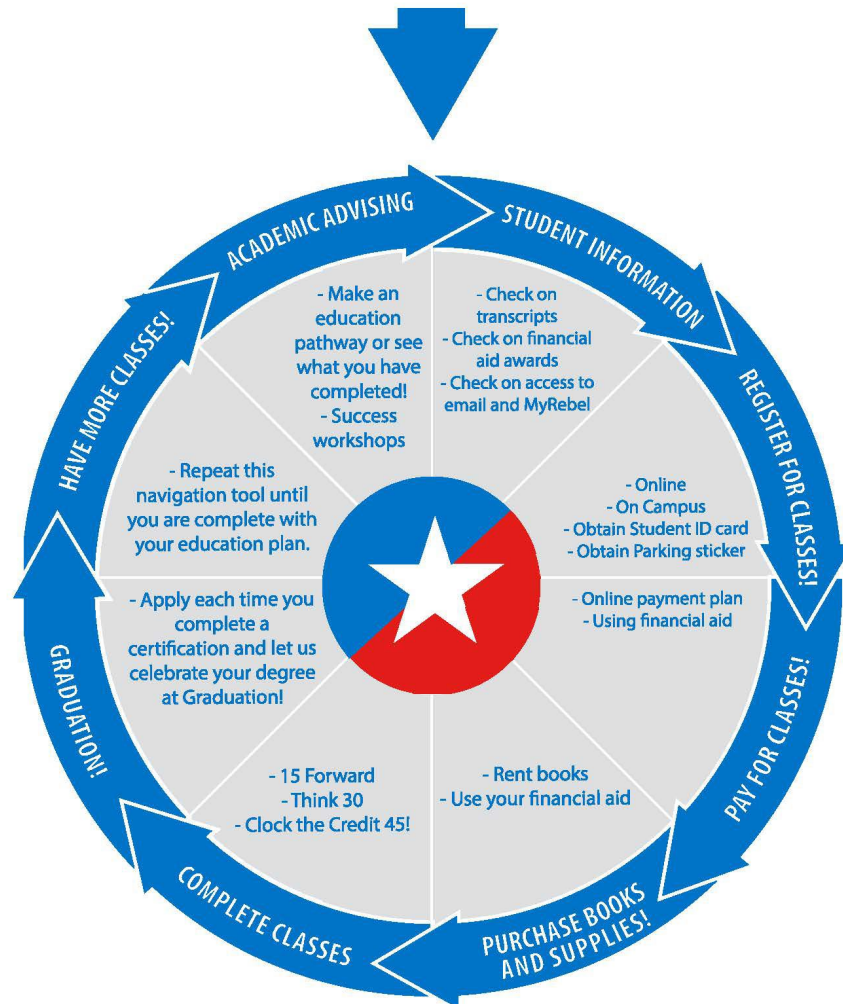 STUDENT INFORMATION
- Check on
transcripts
- Check on financial
aid awards
- Check on access to
email and MyRebel
REGISTER FOR CLASSES!
- Online
- On Campus
- Obtain Student ID card
- Obtain Parking sticker
PAY FOR CLASSES!
- Online payment plan
- Using financial aid
PURCHASE BOOKS
AND SUPPLIES!
- Rent books
- Use your financial aid
COMPLETE CLASSES
- 15 Forward
- Think 30
- Clock the Credit 45!
GRADUATION!
- Apply each time you
complete a
certification and let us
celebrate your degree
at Graduation!
HAVE MORE CLASSES!
- Repeat this
navigation tool until
you are complete with
your education plan.
ACADEMIC ADVISING
- Make an
education
pathway or see
what you have
completed!
- Success
workshops